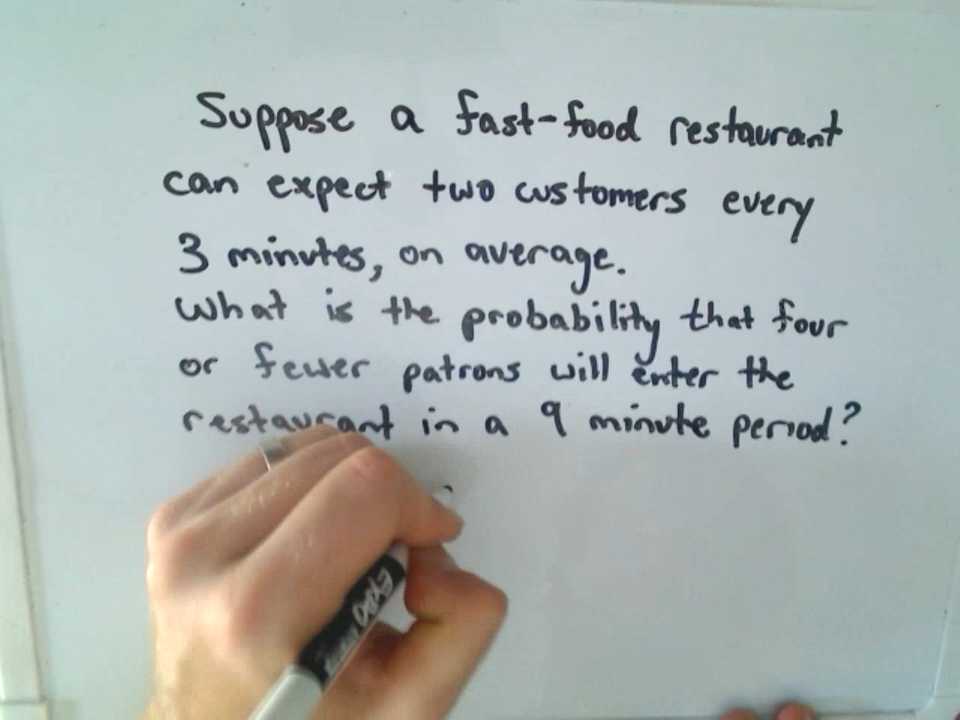 Suppose a fast-food restaurant
can expect two customers every
3 minutes, on average.
What is the probability that four
or fewer patrons will enter the
restaurant in a 9 minute period?
EXPO